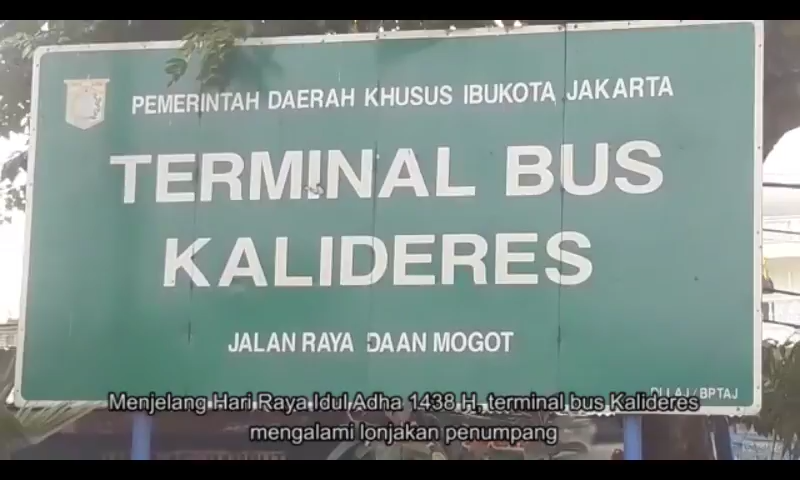 PEMERINTAH DAERAH KHUSUS IBUKOTA JAKARTA
TERMINAL BUS
KALIDERES
JALAN RAYA DAAN MOGOT
DLLAJ/BPTAJ
Menjelang Hari Raya Idul Adha 1438 H, terminal bus Kalideres
mengalami lonjakan penumpang